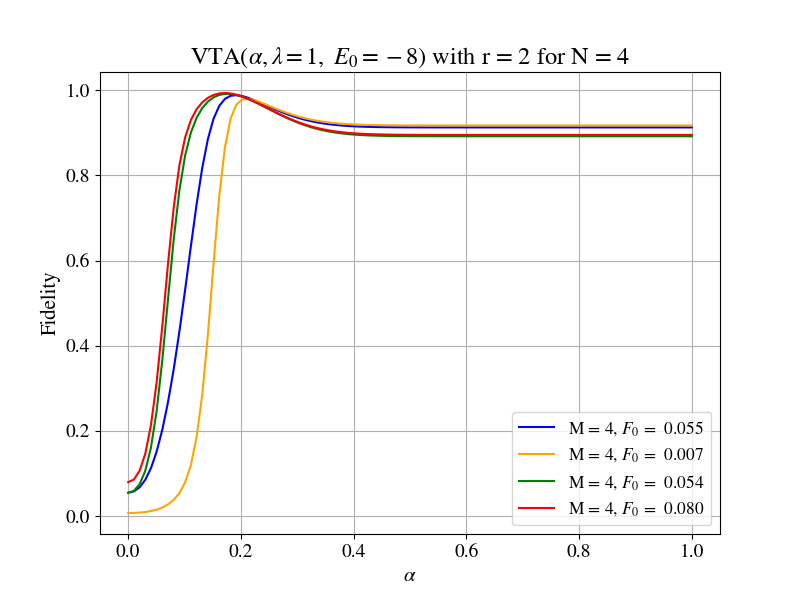 VTA(α, λ = 1, E₀ = −8) with r = 2 for N = 4
1.0
0.8
0.6
0.4
0.2
0.0
Fidelity
M = 4, F₀ = 0.055
M = 4, F₀ = 0.007
M = 4, F₀ = 0.054
M = 4, F₀ = 0.080
0.0 0.2 0.4 0.6 0.8 1.0
α